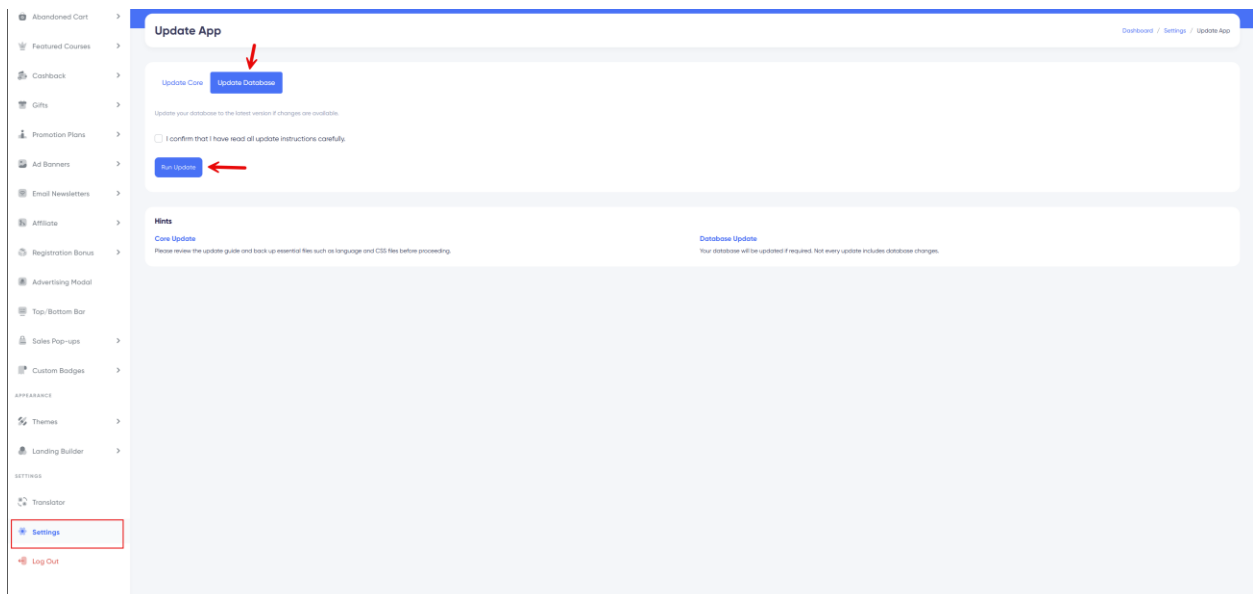 Abandoned Cart
Featured Courses
Cashback
Gifts
Promotion Plans
Ad Banners
Email Newsletters
Affiliate
Registration Bonus
Advertising Modal
Top/Bottom Bar
Sales Pop-ups
Custom Badges
APPEARANCE
Themes
Landing Builder
SETTINGS
Translator
Settings
Log Out
Update App
Dashboard / Settings / Update App
Update Core Update Database
Update your database to the latest version if changes are available.
I confirm that I have read all update instructions carefully.
Run Update
Hints
Core Update
Please review the update guide and back up essential files such as language and CSS files before proceeding.
Database Update
Your database will be updated if required. Not every update includes database changes.